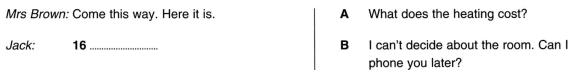 Mrs Brown: Come this way. Here it is.
Jack: 16 ............................
A What does the heating cost?
B I can't decide about the room. Can I
phone you later?